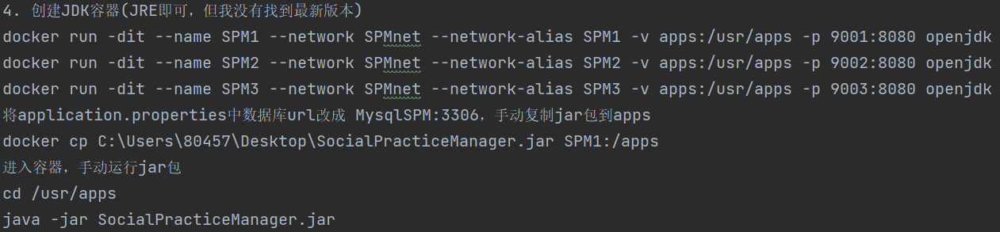 4. 创建JDK容器(JRE即可，但我没有找到最新版本)
docker run -dit --name SPM1 --network SPMnet --network-alias SPM1 -v apps:/usr/apps -p 9001:8080 openjdk
docker run -dit --name SPM2 --network SPMnet --network-alias SPM2 -v apps:/usr/apps -p 9002:8080 openjdk
docker run -dit --name SPM3 --network SPMnet --network-alias SPM3 -v apps:/usr/apps -p 9003:8080 openjdk
将application.properties中数据库url改成 MysqlSPM:3306，手动复制jar包到apps
docker cp C:\Users\80457\Desktop\SocialPracticeManager.jar SPM1:/apps
进入容器，手动运行jar包
cd /usr/apps
java -jar SocialPracticeManager.jar